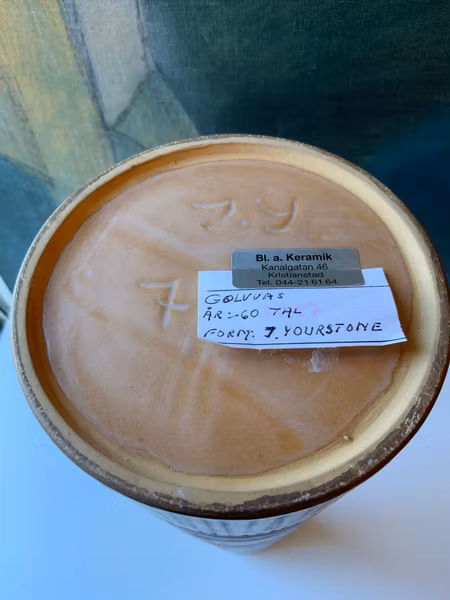 J.Y
7
Bl. a. Keramik
Kanalgatan 46
Kristianstad
Tel. 044-21 61 64
GOLVVAS
ÅR:-60 TAL
FORM: J. YOURSTONE